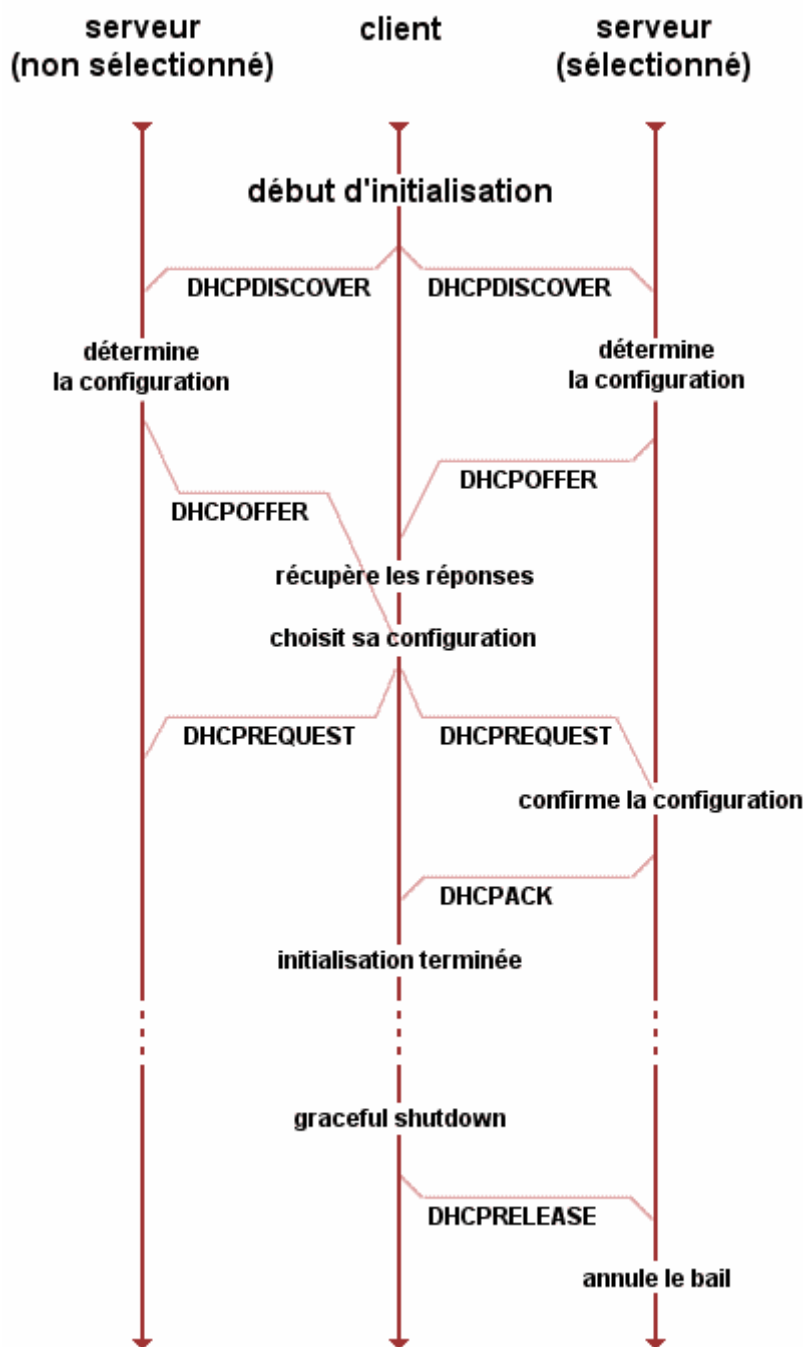 serveur
(non sélectionné)
client
serveur
(sélectionné)
début d'initialisation
DHCPDISCOVER
DHCPDISCOVER
détermine
la configuration
détermine
la configuration
DHCPOFFER
DHCPOFFER
récupère les réponses
choisit sa configuration
DHCPREQUEST
DHCPREQUEST
confirme la configuration
DHCPACK
initialisation terminée
graceful shutdown
DHCPRELEASE
annule le bail